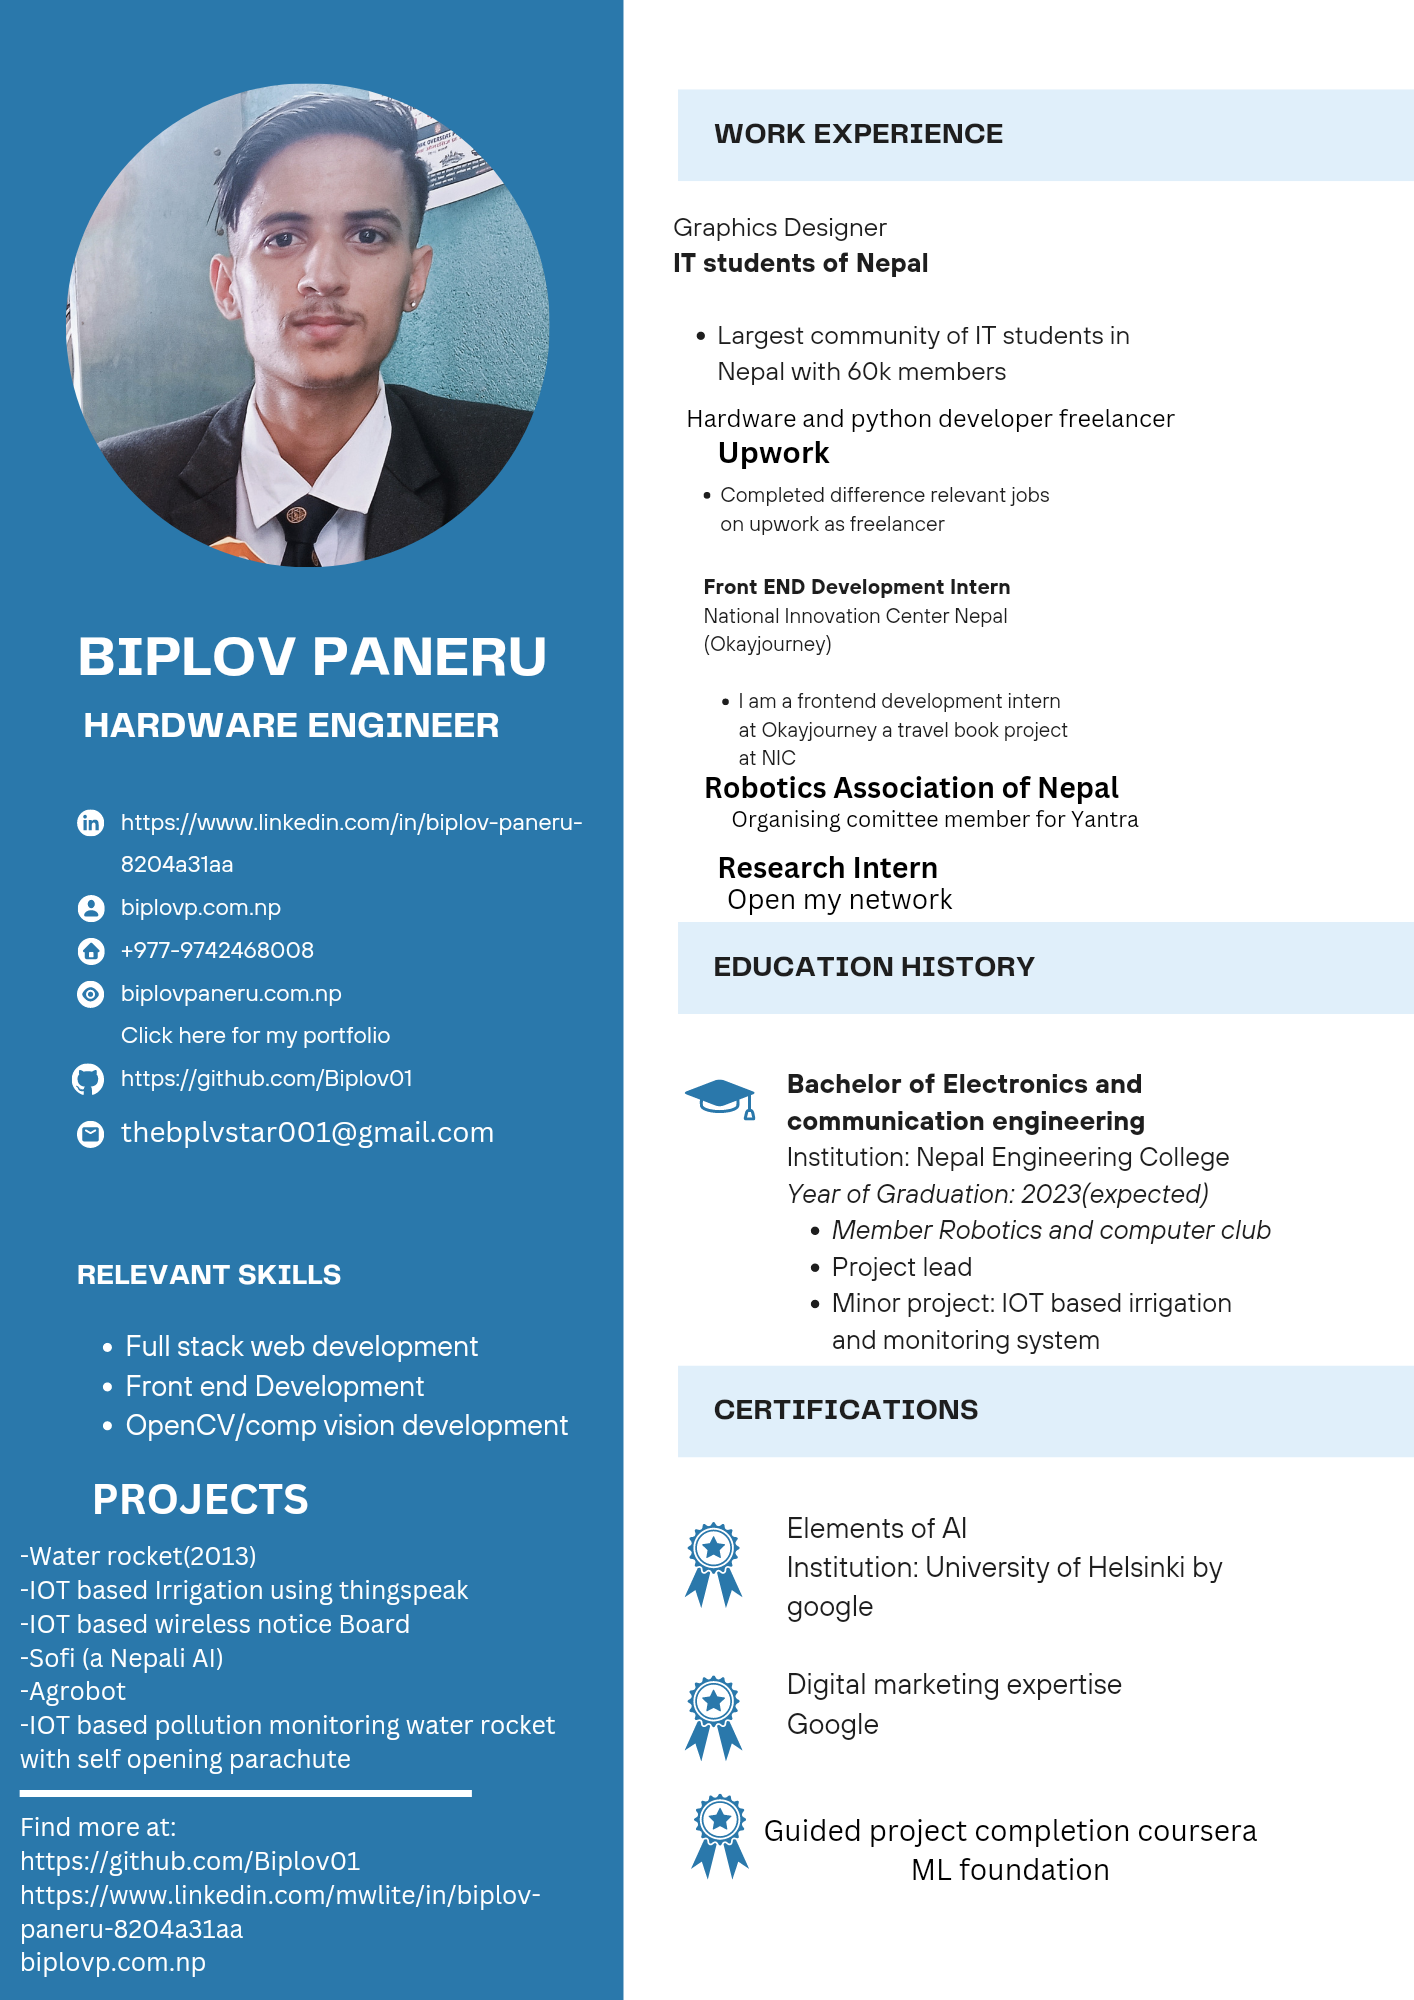 BIPLOV PANERU
HARDWARE ENGINEER
https://www.linkedin.com/in/biplov-paneru-
8204a31aa
biplovp.com.np
+977-9742468008
biplovpaneru.com.np
Click here for my portfolio
https://github.com/Biplov01
thebplvstar001@gmail.com
RELEVANT SKILLS
• Full stack web development
• Front end Development
• OpenCV/comp vision development
PROJECTS
-Water rocket(2013)
-IOT based Irrigation using thingspeak
-IOT based wireless notice Board
-Sofi (a Nepali AI)
-Agrobot
-IOT based pollution monitoring water rocket
with self opening parachute
Find more at:
https://github.com/Biplov01
https://www.linkedin.com/mwlite/in/biplov-
paneru-8204a31aa
biplovp.com.np
WORK EXPERIENCE
Graphics Designer
IT students of Nepal
• Largest community of IT students in
Nepal with 60k members
Hardware and python developer freelancer
Upwork
• Completed difference relevant jobs
on upwork as freelancer
Front END Development Intern
National Innovation Center Nepal
(Okayjourney)
• I am a frontend development intern
at Okayjourney a travel book project
at NIC
Robotics Association of Nepal
Organising comittee member for Yantra
Research Intern
Open my network
EDUCATION HISTORY
Bachelor of Electronics and
communication engineering
Institution: Nepal Engineering College
Year of Graduation: 2023(expected)
• Member Robotics and computer club
• Project lead
• Minor project: IOT based irrigation
and monitoring system
CERTIFICATIONS
Elements of AI
Institution: University of Helsinki by
google
Digital marketing expertise
Google
Guided project completion coursera
ML foundation